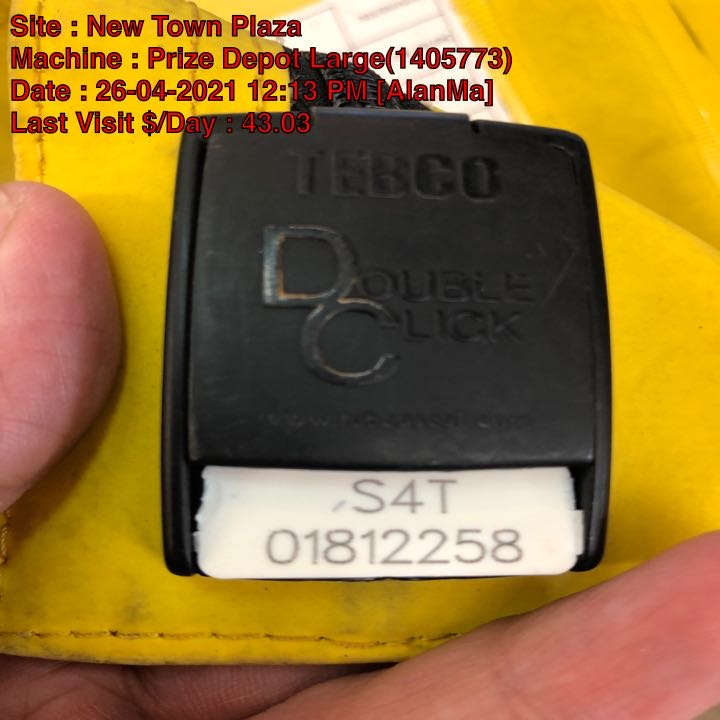 Site : New Town Plaza
Machine : Prize Depot Large(1405773)
Date : 26-04-2021 12:13 PM [AlanMa]
Last Visit $/Day : 43.03
TEBCO
DOUBLE
CLICK
S4T
01812258